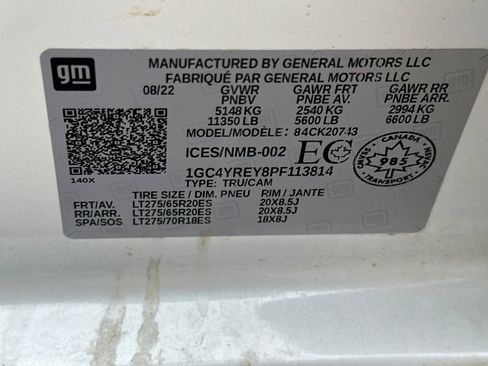 gm
MANUFACTURED BY GENERAL MOTORS LLC
FABRIQUÉ PAR GENERAL MOTORS LLC
08/22 GVWR GAWR FRT GAWR RR
PNBV PNBE AV. PNBE ARR.
5148 KG 2540 KG 2994 KG
11350 LB 5600 LB 6600 LB
MODEL/MODÈLE: 84CK20743
ICES/NMB-002 EC
CANADA
985
TRANSPORT
CMVSS
NSVAC
140X
1GC4YREY8PF113814
TYPE: TRU/CAM
TIRE SIZE / DIM. PNEU RIM / JANTE
FRT/AV. LT275/65R20ES 20X8.5J
RR/ARR. LT275/65R20ES 20X8.5J
SPA/SOS LT275/70R18ES 18X8J